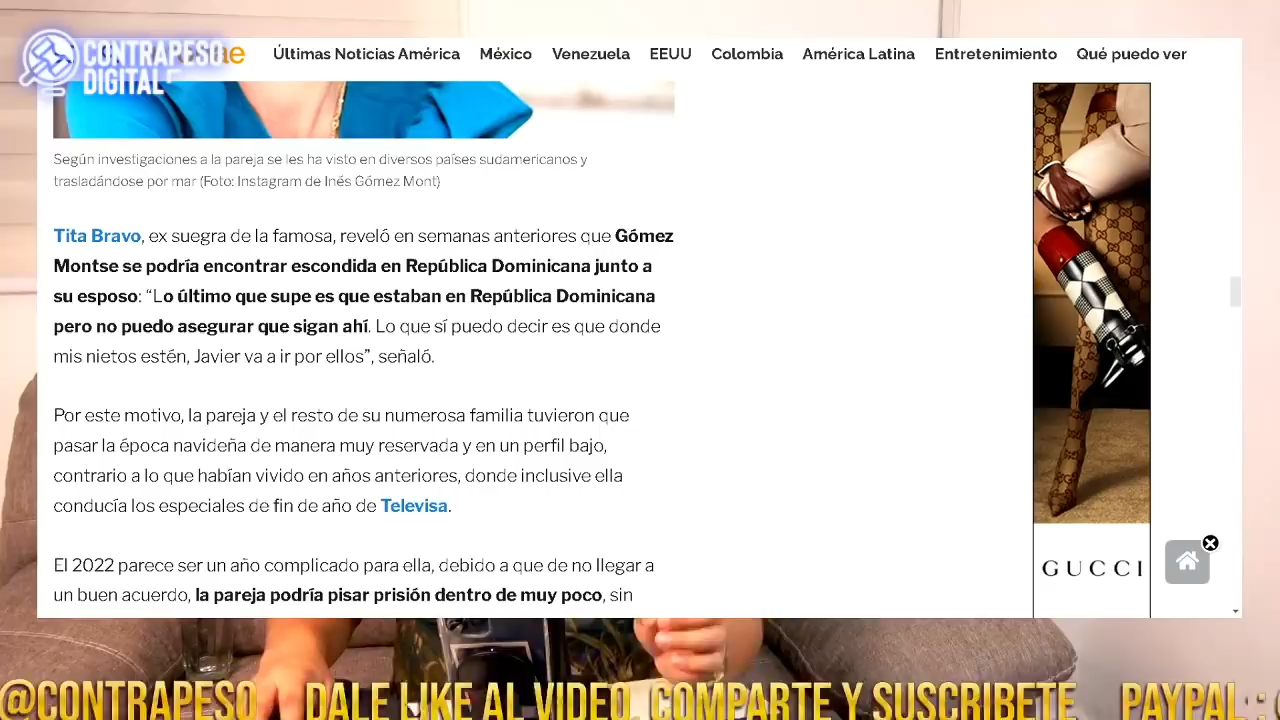 CONTRAPESO
DIGITAL
Últimas Noticias América México Venezuela EEUU Colombia América Latina Entretenimiento Qué puedo ver
Según investigaciones a la pareja se les ha visto en diversos países sudamericanos y
trasladándose por mar (Foto: Instagram de Inés Gómez Mont)
Tita Bravo, ex suegra de la famosa, reveló en semanas anteriores que Gómez
Montse se podría encontrar escondida en República Dominicana junto a
su esposo: “Lo último que supe es que estaban en República Dominicana
pero no puedo asegurar que sigan ahí. Lo que sí puedo decir es que donde
mis nietos estén, Javier va a ir por ellos”, señaló.
Por este motivo, la pareja y el resto de su numerosa familia tuvieron que
pasar la época navideña de manera muy reservada y en un perfil bajo,
contrario a lo que habían vivido en años anteriores, donde inclusive ella
conducía los especiales de fin de año de Televisa.
El 2022 parece ser un año complicado para ella, debido a que de no llegar a
un buen acuerdo, la pareja podría pisar prisión dentro de muy poco, sin
GUCCI
@CONTRAPESO DALE LIKE AL VIDEO, COMPARTE Y SUSCRIBETE PAYPAL :